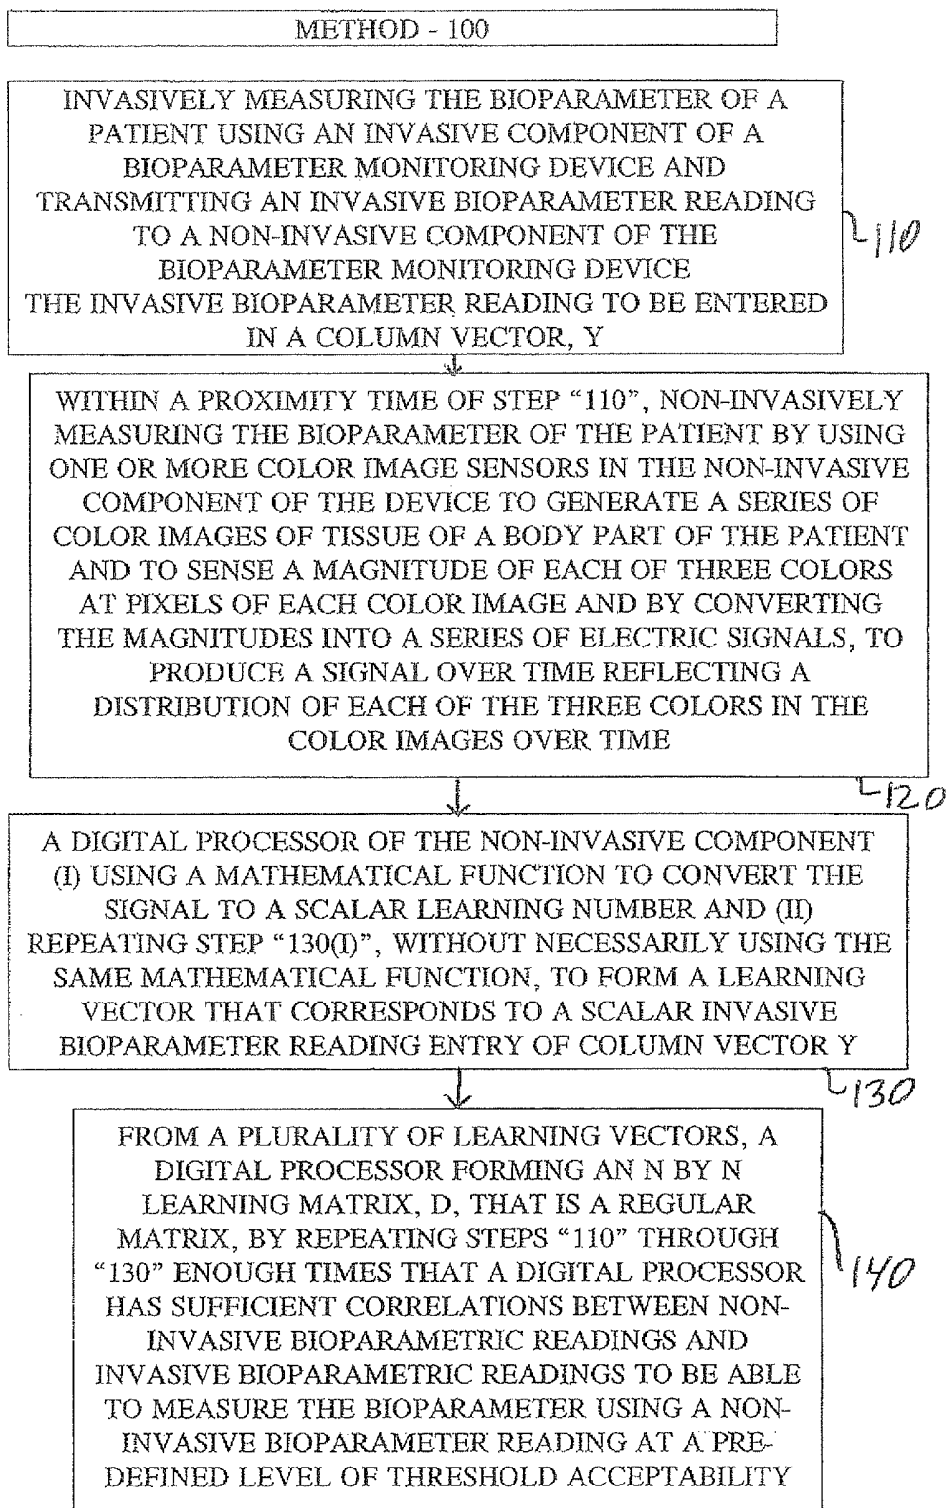 METHOD - 100
INVASIVELY MEASURING THE BIOPARAMETER OF A
PATIENT USING AN INVASIVE COMPONENT OF A
BIOPARAMETER MONITORING DEVICE AND
TRANSMITTING AN INVASIVE BIOPARAMETER READING
TO A NON-INVASIVE COMPONENT OF THE
BIOPARAMETER MONITORING DEVICE
THE INVASIVE BIOPARAMETER READING TO BE ENTERED
IN A COLUMN VECTOR, Y
110
WITHIN A PROXIMITY TIME OF STEP “110”, NON-INVASIVELY
MEASURING THE BIOPARAMETER OF THE PATIENT BY USING
ONE OR MORE COLOR IMAGE SENSORS IN THE NON-INVASIVE
COMPONENT OF THE DEVICE TO GENERATE A SERIES OF
COLOR IMAGES OF TISSUE OF A BODY PART OF THE PATIENT
AND TO SENSE A MAGNITUDE OF EACH OF THREE COLORS
AT PIXELS OF EACH COLOR IMAGE AND BY CONVERTING
THE MAGNITUDES INTO A SERIES OF ELECTRIC SIGNALS, TO
PRODUCE A SIGNAL OVER TIME REFLECTING A
DISTRIBUTION OF EACH OF THE THREE COLORS IN THE
COLOR IMAGES OVER TIME
120
A DIGITAL PROCESSOR OF THE NON-INVASIVE COMPONENT
(I) USING A MATHEMATICAL FUNCTION TO CONVERT THE
SIGNAL TO A SCALAR LEARNING NUMBER AND (II)
REPEATING STEP “130(I)”, WITHOUT NECESSARILY USING THE
SAME MATHEMATICAL FUNCTION, TO FORM A LEARNING
VECTOR THAT CORRESPONDS TO A SCALAR INVASIVE
BIOPARAMETER READING ENTRY OF COLUMN VECTOR Y
130
FROM A PLURALITY OF LEARNING VECTORS, A
DIGITAL PROCESSOR FORMING AN N BY N
LEARNING MATRIX, D, THAT IS A REGULAR
MATRIX, BY REPEATING STEPS “110” THROUGH
“130” ENOUGH TIMES THAT A DIGITAL PROCESSOR
HAS SUFFICIENT CORRELATIONS BETWEEN NON-
INVASIVE BIOPARAMETRIC READINGS AND
INVASIVE BIOPARAMETRIC READINGS TO BE ABLE
TO MEASURE THE BIOPARAMETER USING A NON-
INVASIVE BIOPARAMETER READING AT A PRE-
DEFINED LEVEL OF THRESHOLD ACCEPTABILITY
140